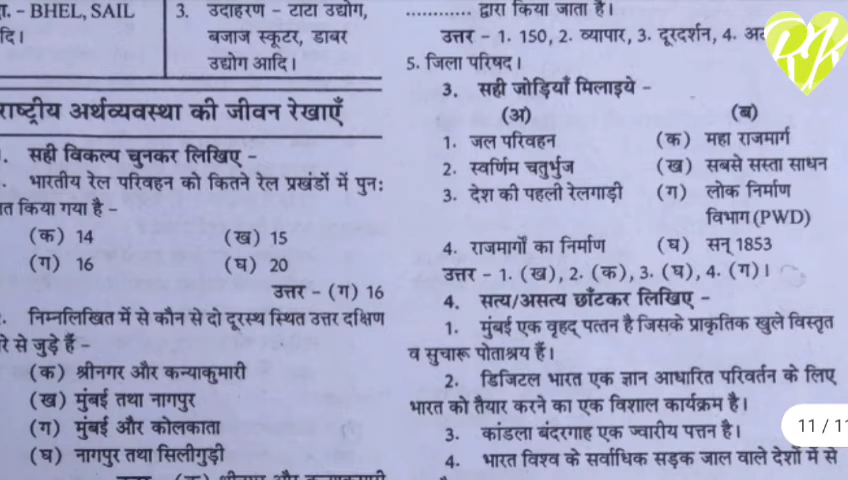 – BHEL, SAIL
दि।
3. उदाहरण – टाटा उद्योग,
बजाज स्कूटर, डाबर
उद्योग आदि।
राष्ट्रीय अर्थव्यवस्था की जीवन रेखाएँ
. सही विकल्प चुनकर लिखिए –
. भारतीय रेल परिवहन को कितने रेल प्रखंडों में पुनः
त किया गया है –
(क) 14 (ख) 15
(ग) 16 (घ) 20
उत्तर – (ग) 16
. निम्नलिखित में से कौन से दो दूरस्थ स्थित उत्तर दक्षिण
रे से जुड़े हैं –
(क) श्रीनगर और कन्याकुमारी
(ख) मुंबई तथा नागपुर
(ग) मुंबई और कोलकाता
(घ) नागपुर तथा सिलीगुड़ी
............ द्वारा किया जाता है।
उत्तर – 1. 150, 2. व्यापार, 3. दूरदर्शन, 4.
5. जिला परिषद।
3. सही जोड़ियाँ मिलाइये –
(अ) (ब)
1. जल परिवहन (क) महा राजमार्ग
2. स्वर्णिम चतुर्भुज (ख) सबसे सस्ता साधन
3. देश की पहली रेलगाड़ी (ग) लोक निर्माण
विभाग (PWD)
4. राजमार्गों का निर्माण (घ) सन् 1853
उत्तर – 1. (ख), 2. (क), 3. (घ), 4. (ग)।
4. सत्य/असत्य छाँटकर लिखिए –
1. मुंबई एक वृहद् पत्तन है जिसके प्राकृतिक खुले विस्तृत
व सुचारू पोताश्रय हैं।
2. डिजिटल भारत एक ज्ञान आधारित परिवर्तन के लिए
भारत को तैयार करने का एक विशाल कार्यक्रम है।
3. कांडला बंदरगाह एक ज्वारीय पत्तन है।
4. भारत विश्व के सर्वाधिक सड़क जाल वाले देशों में से
RK
11 / 11